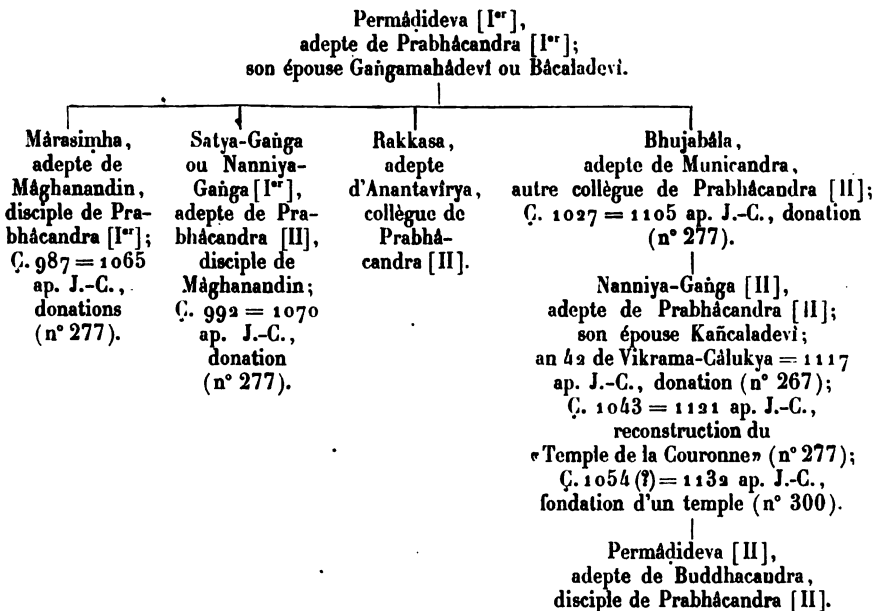 Permâḍideva [Iᵉʳ],
adepte de Prabhâcandra [Iᵉʳ];
son épouse Gaṅgamahâdevî ou Bâcaladevî.
Mârasiṃha,
adepte de
Mâghanandin,
disciple de Pra-
bhâcandra [Iᵉʳ];
Ç. 987 = 1065
ap. J.-C.,
donations
(n° 277).
Satya-Gaṅga
ou Nanniya-
Gaṅga [Iᵉʳ],
adepte de Pra-
bhâcandra [II],
disciple de
Mâghanandin;
Ç. 992 = 1070
ap. J.-C.,
donation
(n° 277).
Rakkasa,
adepte
d'Anantavîrya,
collègue de
Prabhâ-
candra [II].
Bhujabâla,
adepte de Municandra,
autre collègue de Prabhâcandra [II];
Ç. 1027 = 1105 ap. J.-C., donation
(n° 277).
Nanniya-Gaṅga [II],
adepte de Prabhâcandra [II];
son épouse Kañcaladevî;
an 42 de Vikrama-Câlukya = 1117
ap. J.-C., donation (n° 267);
Ç. 1043 = 1121 ap. J.-C.,
reconstruction du
«Temple de la Couronne» (n° 277);
Ç. 1054 (?) = 1132 ap. J.-C.,
fondation d'un temple (n° 300).
Permâḍideva [II],
adepte de Buddhacandra,
disciple de Prabhâcandra [II].